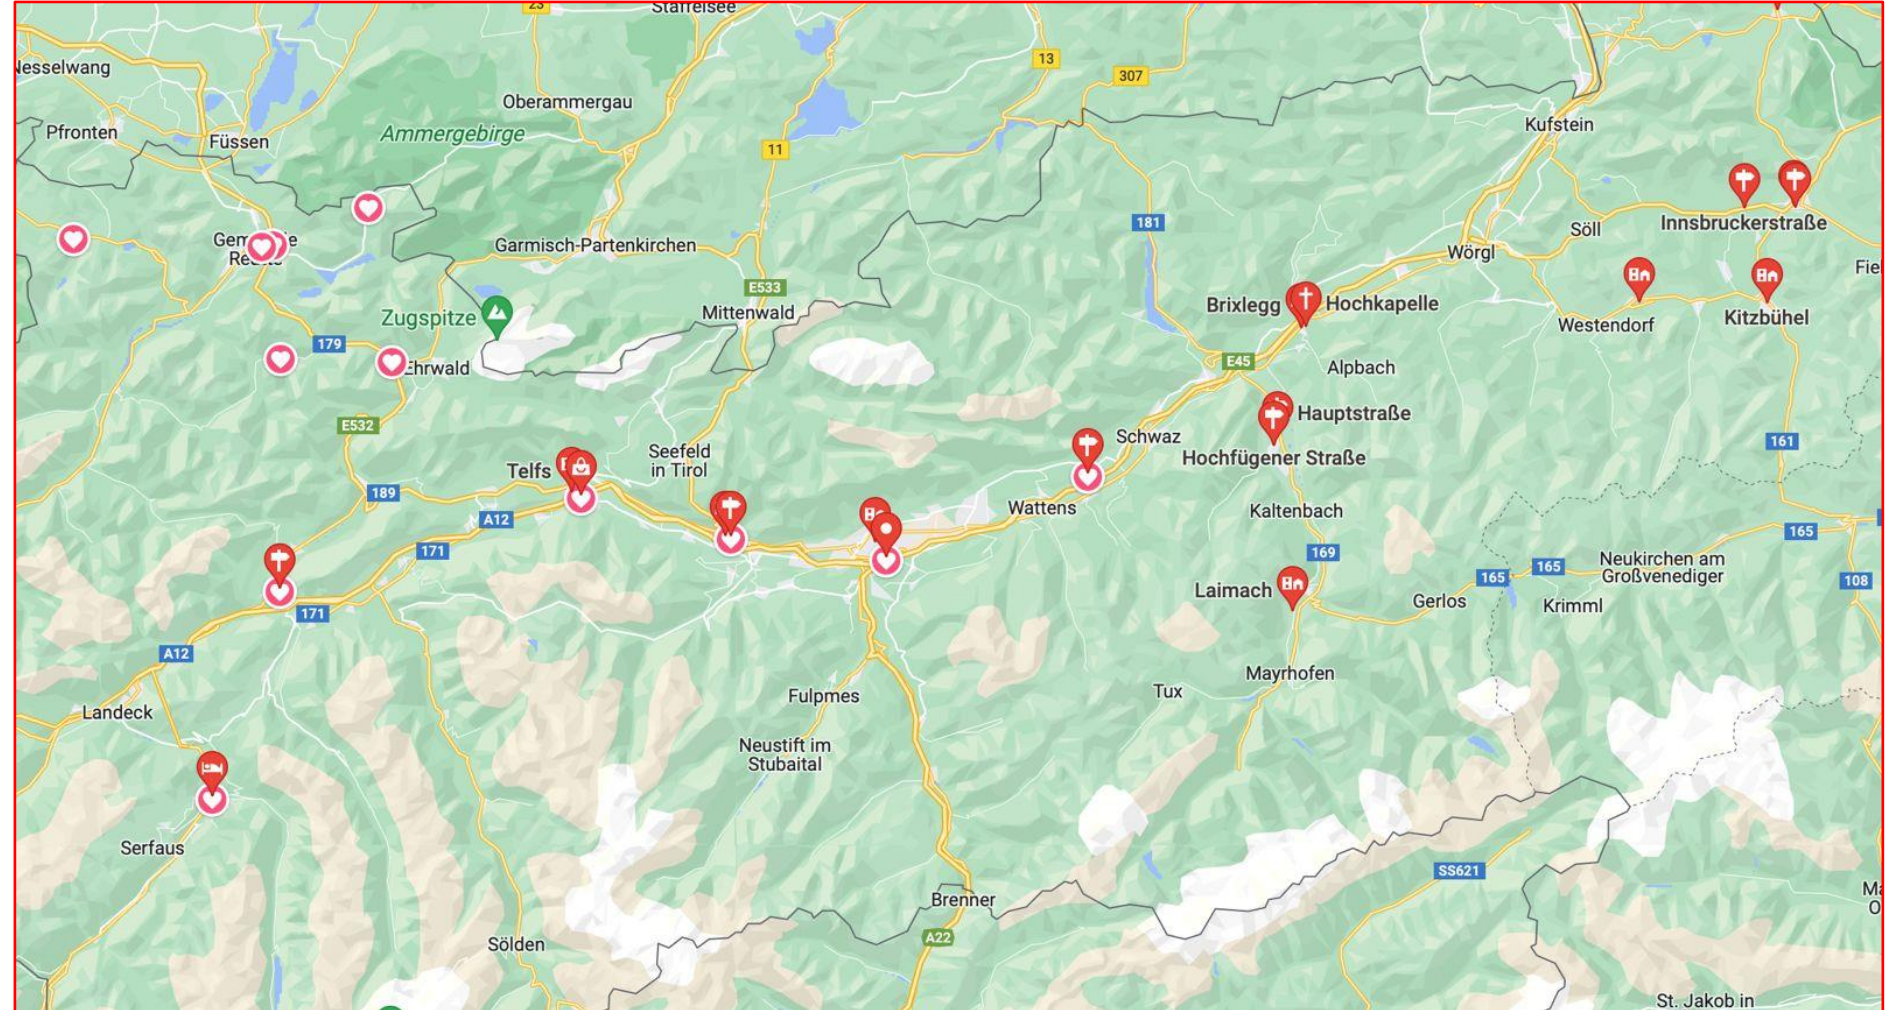 23
Staffelsee
13
307
Nesselwang
Oberammergau
Pfronten
Füssen
Ammergebirge
11
Kufstein
181
Söll
Innsbruckerstraße
Garmisch-Partenkirchen
Wörgl
E533
Mittenwald
Zugspitze
179
Ehrwald
Brixlegg
Hochkapelle
Westendorf
Kitzbühel
E45
Alpbach
Hauptstraße
E532
Schwaz
161
Seefeld
in Tirol
Hochfügener Straße
Telfs
189
A12
Wattens
Kaltenbach
171
169
165
Neukirchen am
Großvenediger
165
165
108
Laimach
Gerlos
Krimml
171
A12
Mayrhofen
Tux
Fulpmes
Landeck
Neustift im
Stubaital
Serfaus
SS621
Brenner
A22
Sölden
St. Jakob in